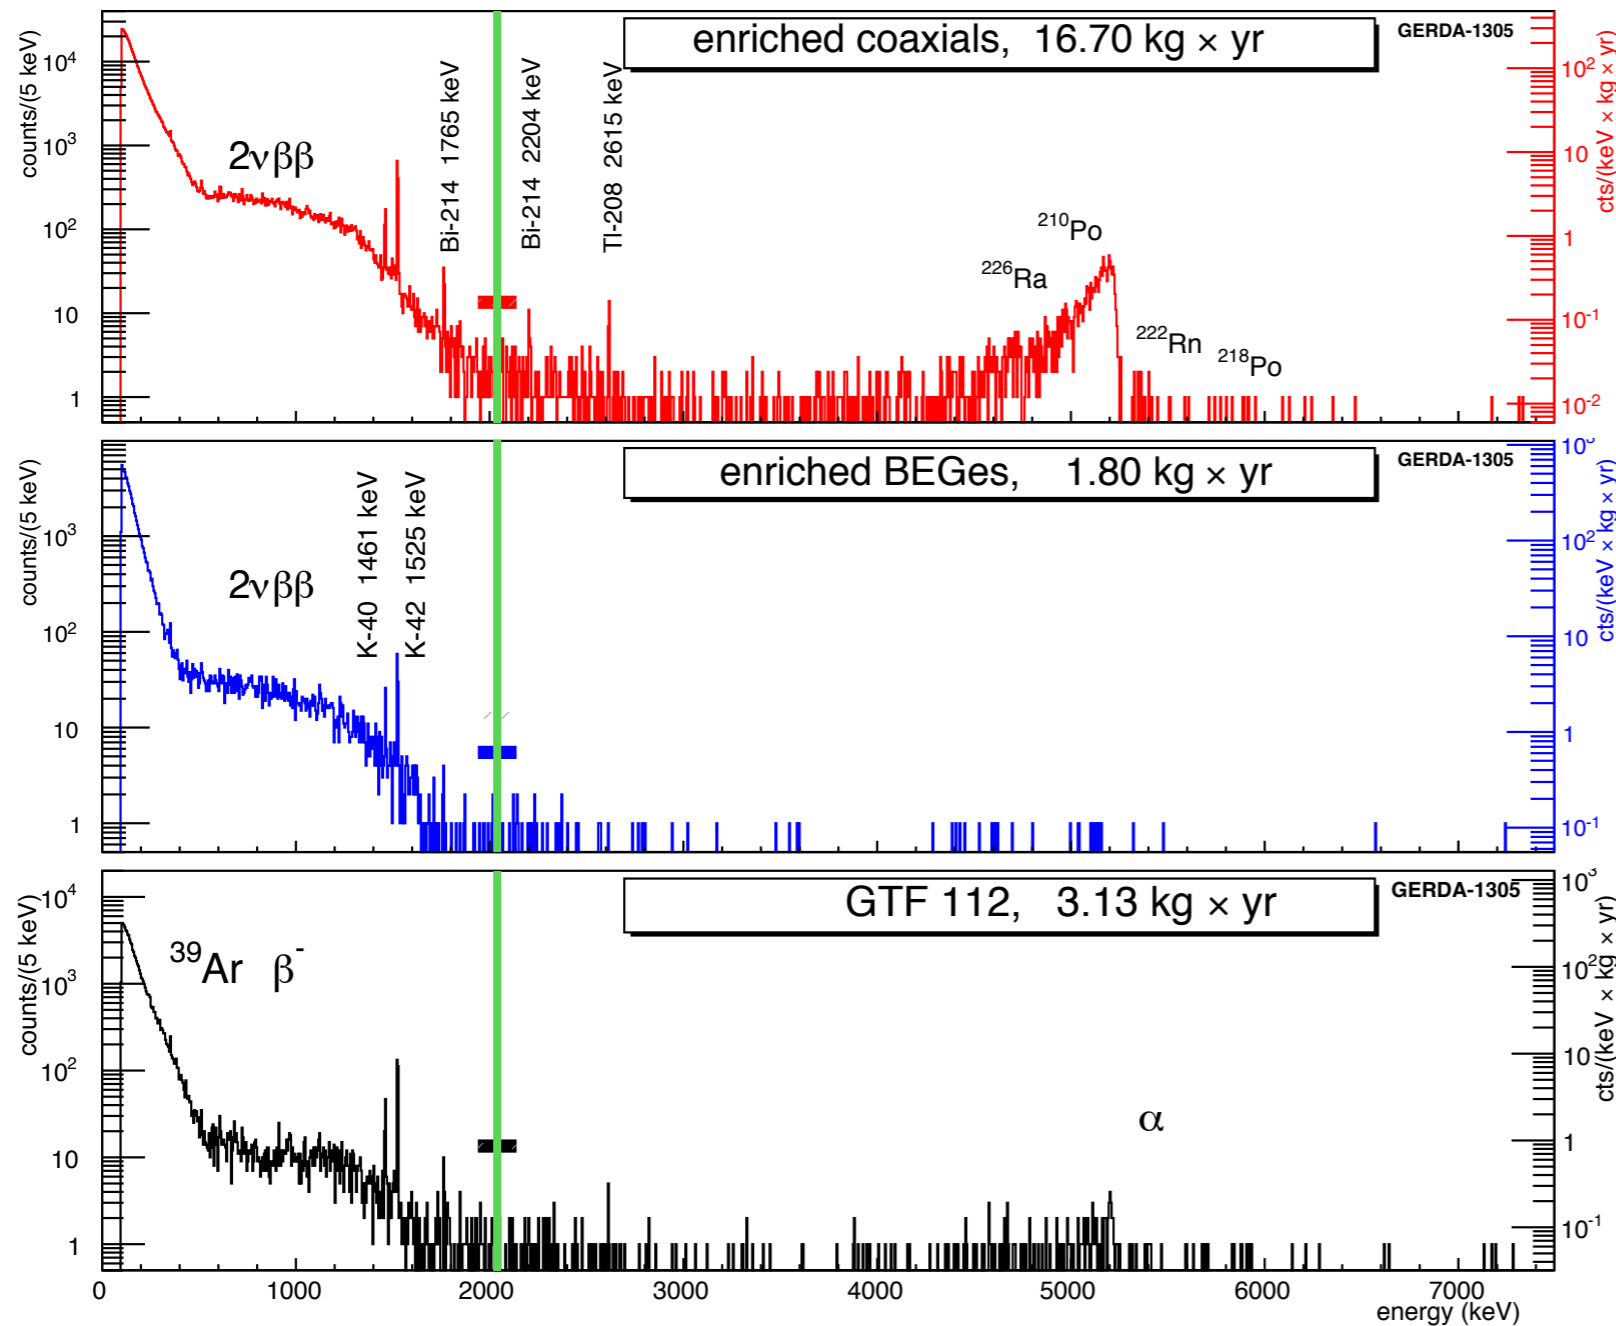 enriched coaxials, 16.70 kg × yr
GERDA-1305
counts/(5 keV)
10⁴
10³
10²
10
1
2νββ
Bi-214 1765 keV
Bi-214 2204 keV
Tl-208 2615 keV
²²⁶Ra
²¹⁰Po
²²²Rn
²¹⁸Po
10²
10
1
10⁻¹
10⁻²
cts/(keV × kg × yr)
enriched BEGes, 1.80 kg × yr
GERDA-1305
counts/(5 keV)
10³
10²
10
1
2νββ
K-40 1461 keV
K-42 1525 keV
10³
10²
10
1
10⁻¹
cts/(keV × kg × yr)
GTF 112, 3.13 kg × yr
GERDA-1305
counts/(5 keV)
10⁴
10³
10²
10
1
³⁹Ar β⁻
α
10³
10²
10
1
10⁻¹
cts/(keV × kg × yr)
0 1000 2000 3000 4000 5000 6000 7000
energy (keV)